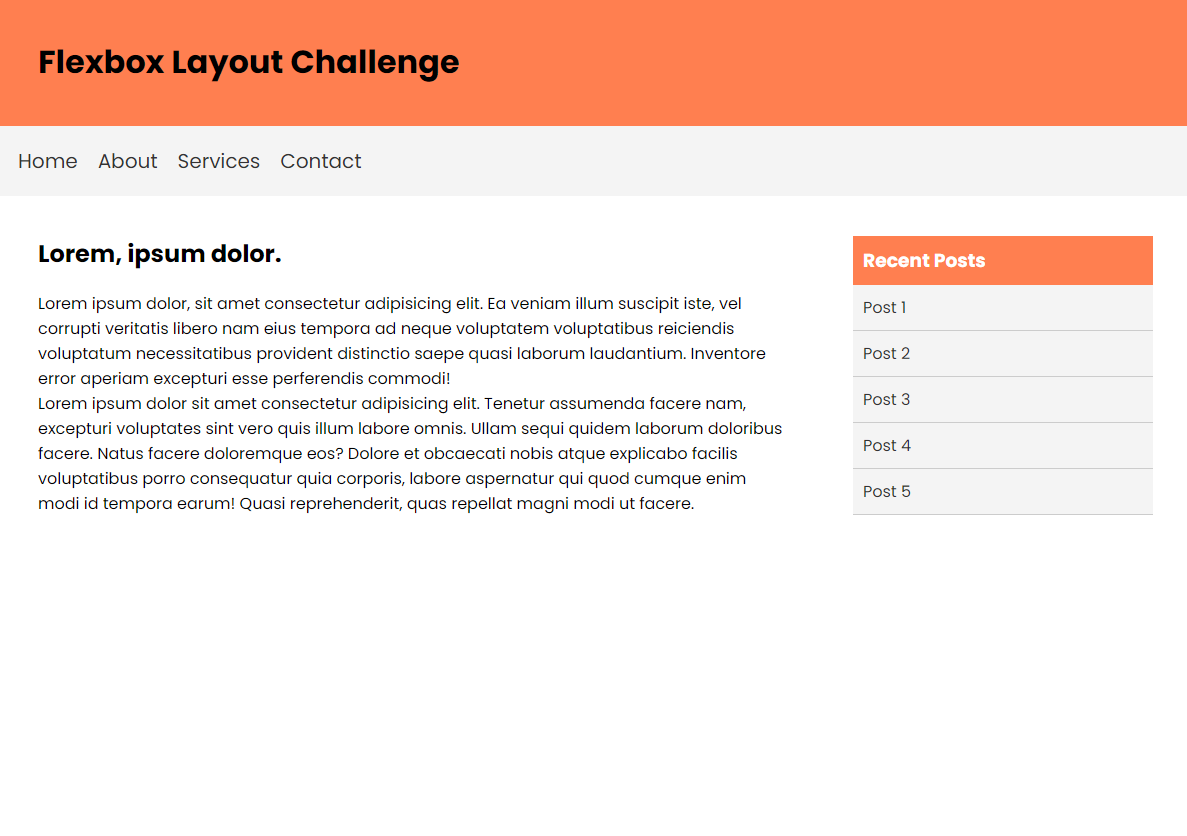 Flexbox Layout Challenge
Home About Services Contact
Lorem, ipsum dolor.
Lorem ipsum dolor, sit amet consectetur adipisicing elit. Ea veniam illum suscipit iste, vel
corrupti veritatis libero nam eius tempora ad neque voluptatem voluptatibus reiciendis
voluptatum necessitatibus provident distinctio saepe quasi laborum laudantium. Inventore
error aperiam excepturi esse perferendis commodi!
Lorem ipsum dolor sit amet consectetur adipisicing elit. Tenetur assumenda facere nam,
excepturi voluptates sint vero quis illum labore omnis. Ullam sequi quidem laborum doloribus
facere. Natus facere doloremque eos? Dolore et obcaecati nobis atque explicabo facilis
voluptatibus porro consequatur quia corporis, labore aspernatur qui quod cumque enim
modi id tempora earum! Quasi reprehenderit, quas repellat magni modi ut facere.
Recent Posts
Post 1
Post 2
Post 3
Post 4
Post 5